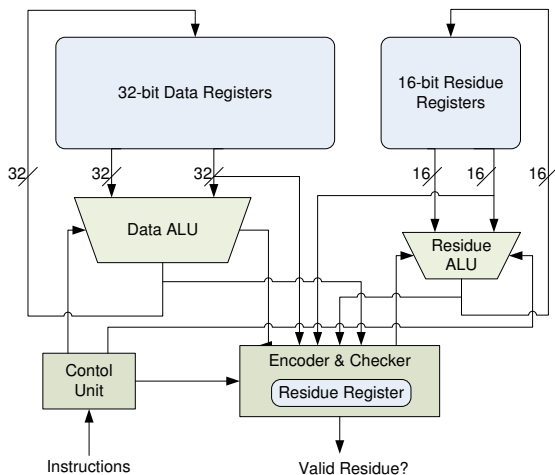 32-bit Data Registers
16-bit Residue
Registers
32
32
32
16
16
16
Data ALU
Residue
ALU
Contol
Unit
Encoder & Checker
Residue Register
Instructions
Valid Residue?